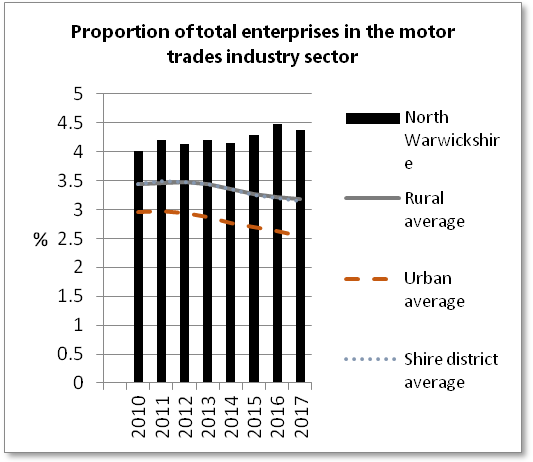 Proportion of total enterprises in the motor
trades industry sector
5
4.5
4
3.5
3
2.5
2
1.5
1
0.5
0
%
2010
2011
2012
2013
2014
2015
2016
2017
North
Warwickshir
e
Rural
average
Urban
average
Shire district
average